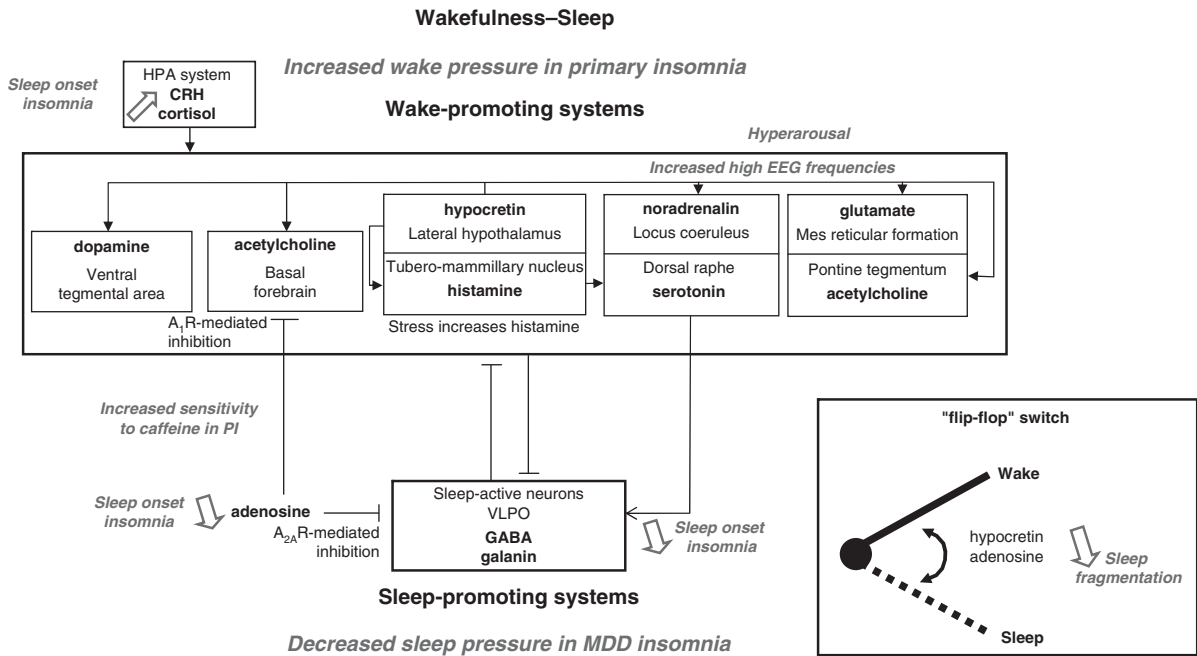 Wakefulness–Sleep
Increased wake pressure in primary insomnia
Sleep onset
insomnia
HPA system
CRH
cortisol
Wake-promoting systems
Hyperarousal
Increased high EEG frequencies
dopamine
Ventral
tegmental area
acetylcholine
Basal
forebrain
hypocretin
Lateral hypothalamus
Tubero-mammillary nucleus
histamine
noradrenalin
Locus coeruleus
Dorsal raphe
serotonin
glutamate
Mes reticular formation
Pontine tegmentum
acetylcholine
A1R-mediated
inhibition
Stress increases histamine
Increased sensitivity
to caffeine in PI
Sleep onset
insomnia
adenosine
A2AR-mediated
inhibition
Sleep-active neurons
VLPO
GABA
galanin
Sleep onset
insomnia
Sleep-promoting systems
Decreased sleep pressure in MDD insomnia
"flip-flop" switch
Wake
hypocretin
adenosine
Sleep
fragmentation
Sleep